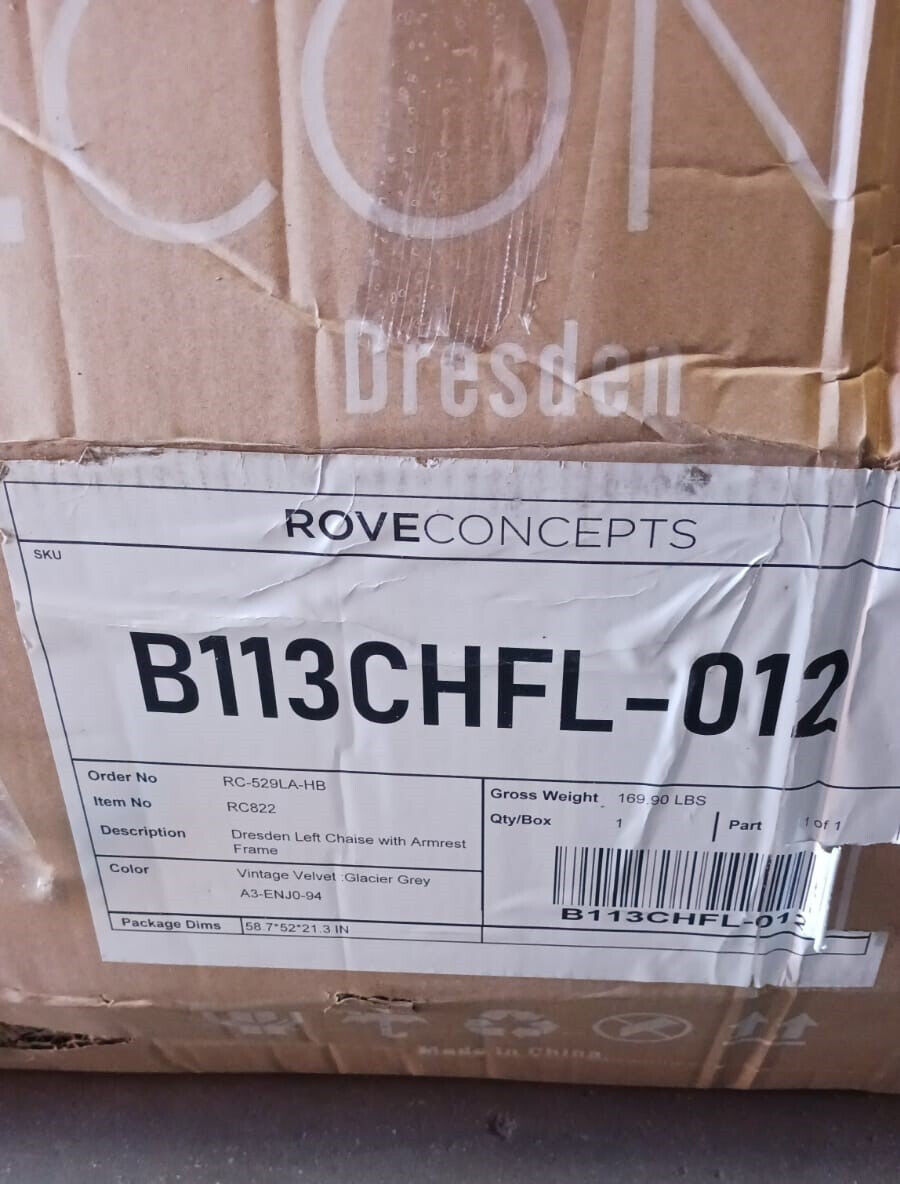 CON
Dresden
ROVECONCEPTS
SKU
B113CHFL-012
Order No RC-529LA-HB
Item No RC822
Description Dresden Left Chaise with Armrest
Frame
Color Vintage Velvet :Glacier Grey
A3-ENJ0-94
Package Dims 58.7*52*21.3 IN
Gross Weight 169.90 LBS
Qty/Box 1 Part 1 of 1
B113CHFL-012
Made in China